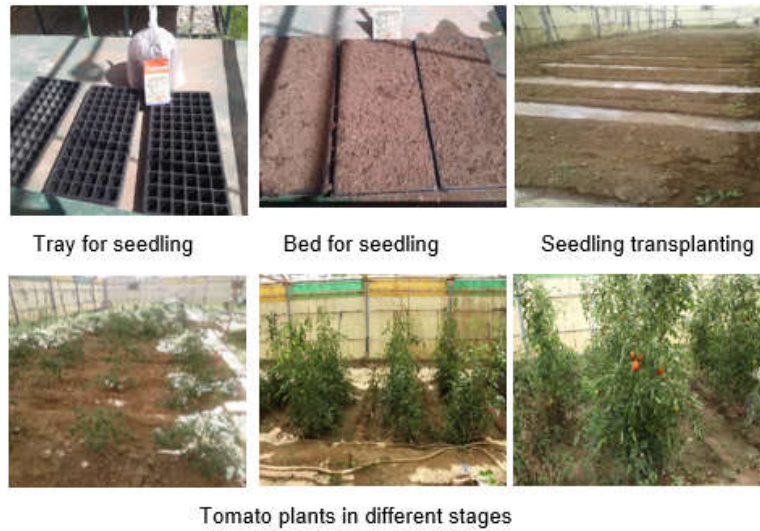 Tray for seedling
Bed for seedling
Seedling transplanting
Tomato plants in different stages